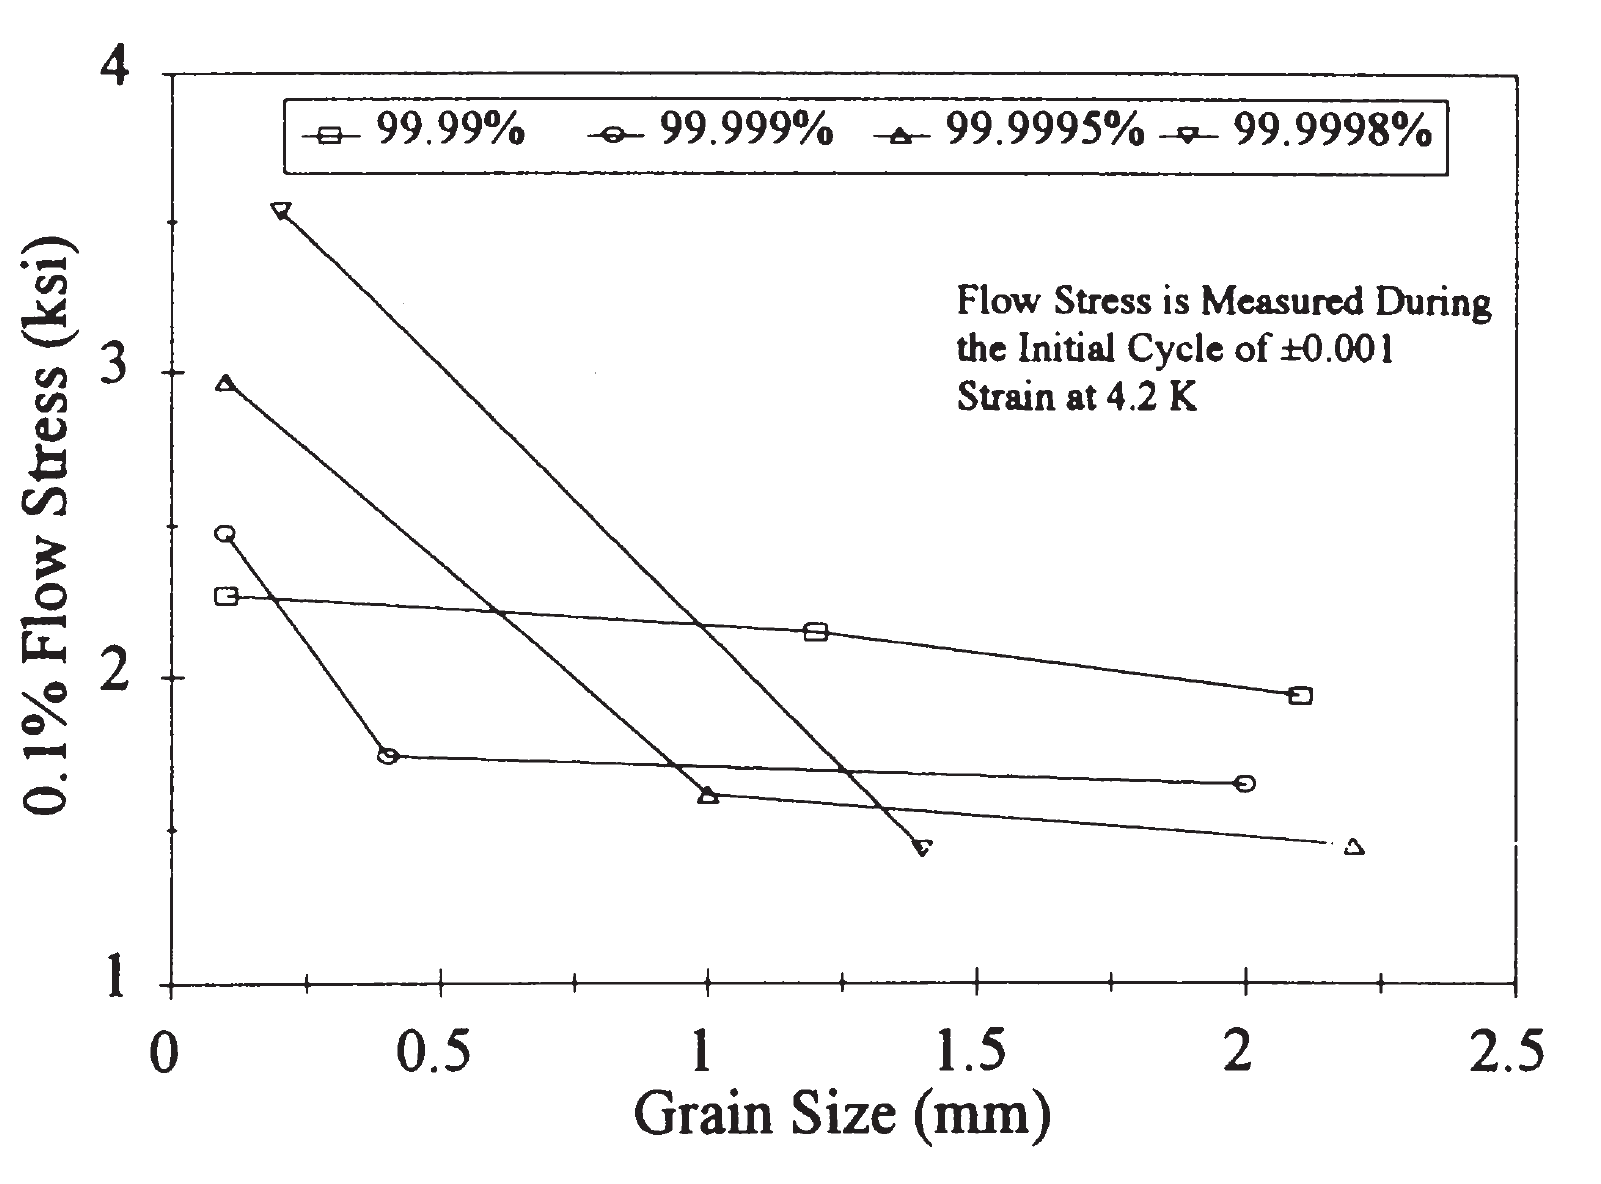 4
99.99% 99.999% 99.9995% 99.9998%
Flow Stress is Measured During
the Initial Cycle of ±0.001
Strain at 4.2 K
3
2
1
0.1% Flow Stress (ksi)
0 0.5 1 1.5 2 2.5
Grain Size (mm)